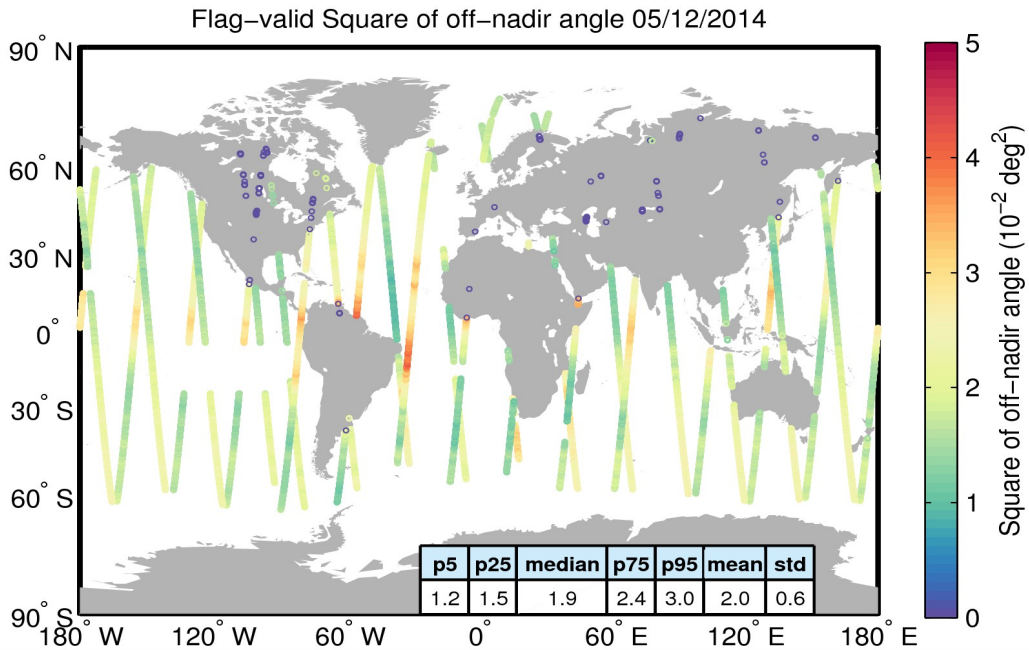 Flag−valid Square of off−nadir angle 05/12/2014
90° N
60° N
30° N
0°
30° S
60° S
90° S
180° W
120° W
60° W
0°
60° E
120° E
180° E
p5 p25 median p75 p95 mean std
1.2 1.5 1.9 2.4 3.0 2.0 0.6
5
4
3
2
1
0
Square of off−nadir angle (10⁻² deg²)